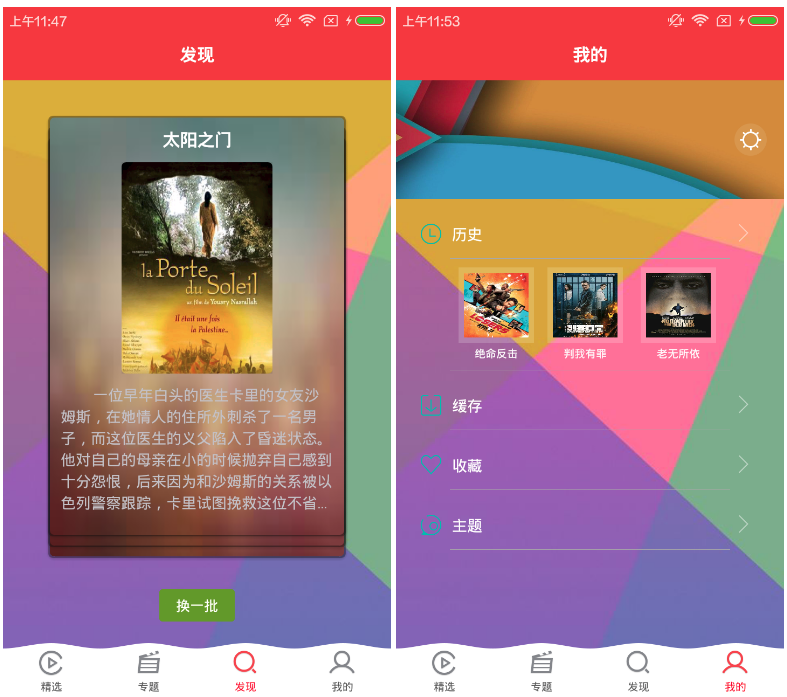 上午11:47
发现
太阳之门
la Porte
du Soleil
un film de Yousry Nasrallah
Il était une fois
la Palestine..
一位早年白头的医生卡里的女友沙
姆斯，在她情人的住所外刺杀了一名男
子，而这位医生的义父陷入了昏迷状态。
他对自己的母亲在小的时候抛弃自己感到
十分怨恨，后来因为和沙姆斯的关系被以
色列警察跟踪，卡里试图挽救这位不省...
换一批
精选
专题
发现
我的
上午11:53
我的
历史
绝命反击
判我有罪
老无所依
缓存
收藏
主题
精选
专题
发现
我的